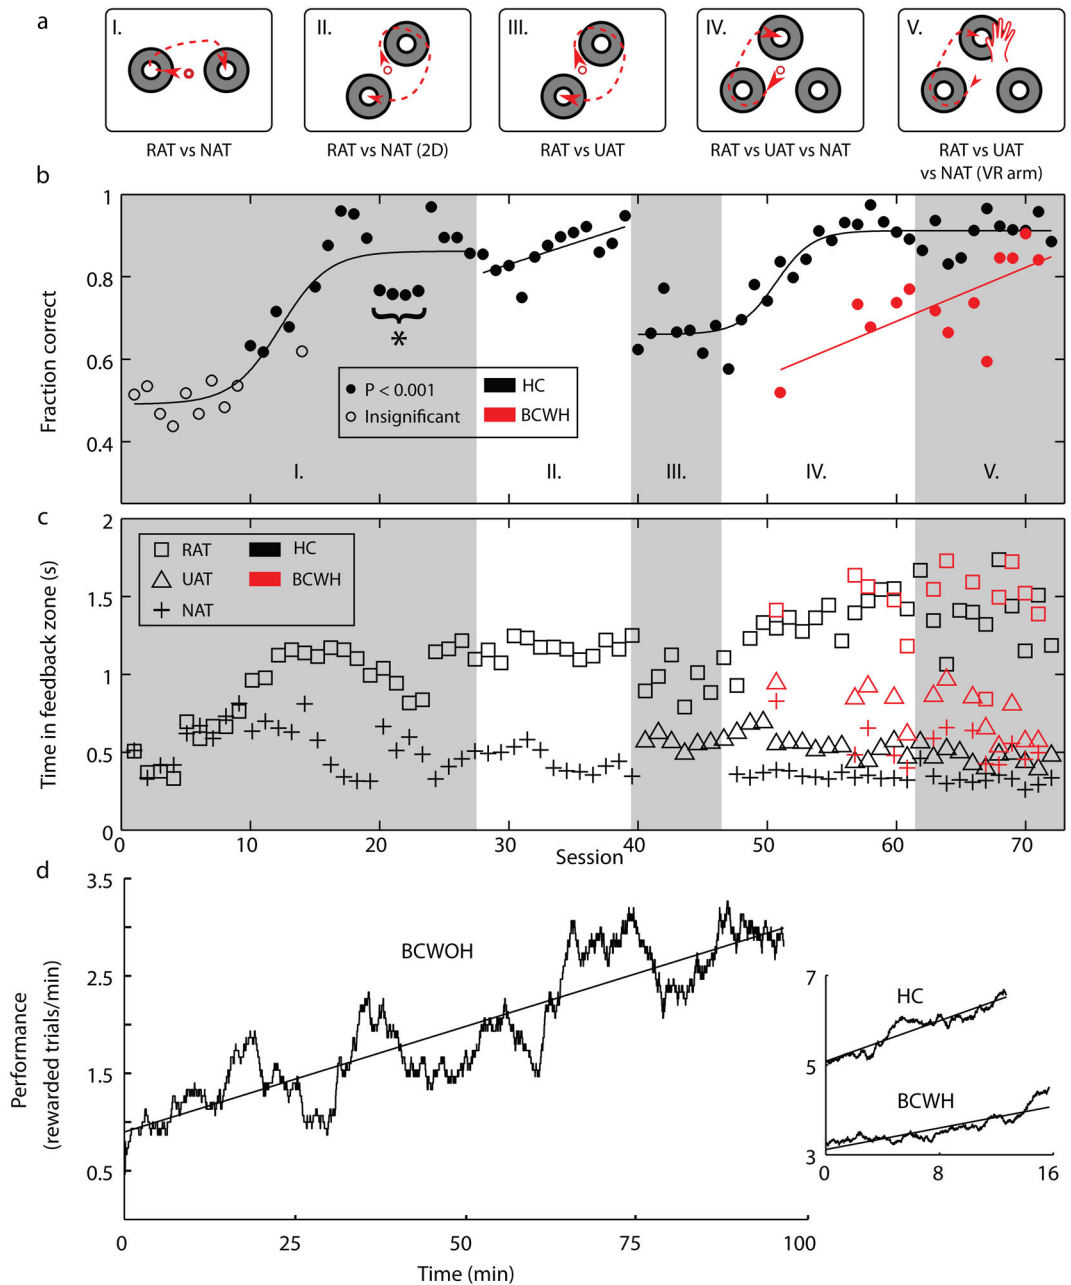 a
I.
II.
III.
IV.
V.
RAT vs NAT
RAT vs NAT (2D)
RAT vs UAT
RAT vs UAT vs NAT
RAT vs UAT
vs NAT (VR arm)
b
1
0.8
0.6
0.4
Fraction correct
*
P < 0.001
HC
Insignificant
BCWH
I.
II.
III.
IV.
V.
c
2
1.5
1
0.5
0
Time in feedback zone (s)
RAT
HC
UAT
BCWH
NAT
0
10
20
30
40
50
60
70
Session
d
3.5
2.5
1.5
0.5
Performance
(rewarded trials/min)
BCWOH
0
25
50
75
100
Time (min)
7
5
3
HC
BCWH
0
8
16